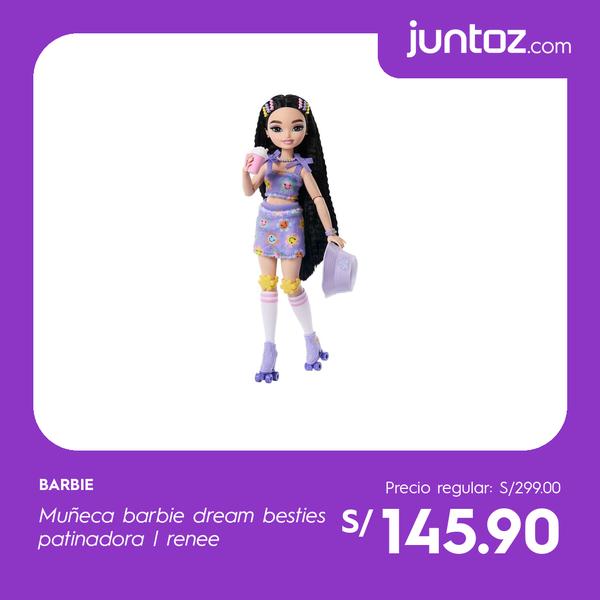 juntoz.com
BARBIE
Muñeca barbie dream besties
patinadora | renee
Precio regular: S/299.00
S/145.90